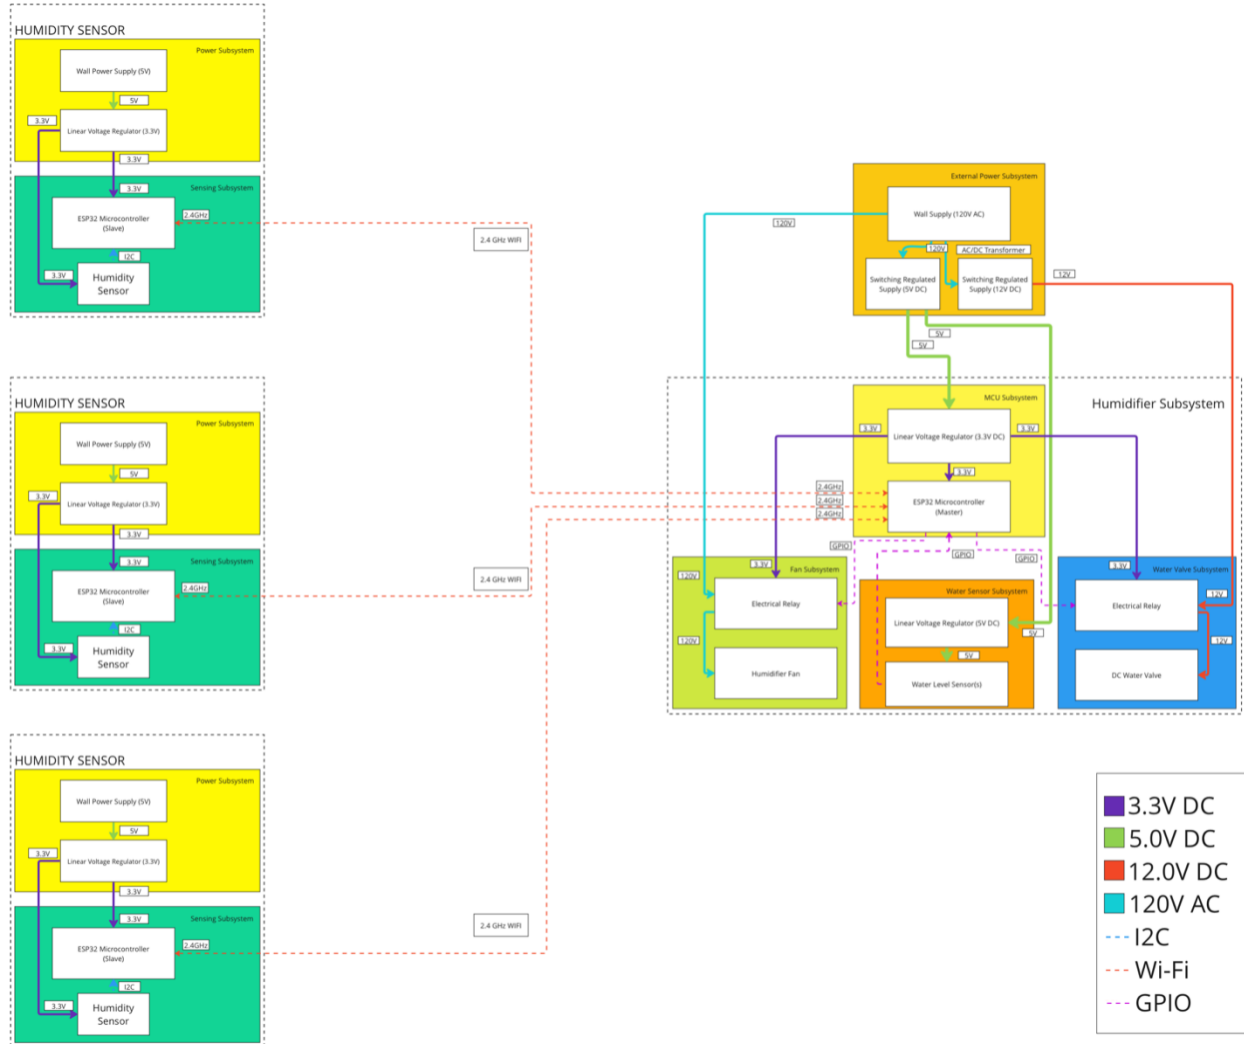 HUMIDITY SENSOR
Power Subsystem
Wall Power Supply (5V)
5V
3.3V
Linear Voltage Regulator (3.3V)
3.3V
3.3V
Sensing Subsystem
2.4GHz
ESP32 Microcontroller
(Slave)
I2C
3.3V
Humidity
Sensor
2.4 GHz WIFI
HUMIDITY SENSOR
Power Subsystem
Wall Power Supply (5V)
5V
3.3V
Linear Voltage Regulator (3.3V)
3.3V
3.3V
Sensing Subsystem
2.4GHz
ESP32 Microcontroller
(Slave)
I2C
3.3V
Humidity
Sensor
2.4 GHz WIFI
HUMIDITY SENSOR
Power Subsystem
Wall Power Supply (5V)
5V
3.3V
Linear Voltage Regulator (3.3V)
3.3V
3.3V
Sensing Subsystem
2.4GHz
ESP32 Microcontroller
(Slave)
I2C
3.3V
Humidity
Sensor
2.4 GHz WIFI
External Power Subsystem
Wall Supply (120V AC)
120V
120V
AC/DC Transformer
Switching Regulated
Supply (5V DC)
Switching Regulated
Supply (12V DC)
12V
5V
5V
Humidifier Subsystem
MCU Subsystem
3.3V
Linear Voltage Regulator (3.3V DC)
3.3V
3.3V
2.4GHz
2.4GHz
2.4GHz
ESP32 Microcontroller
(Master)
GPIO
GPIO
GPIO
3.3V
Fan Subsystem
120V
Electrical Relay
120V
Humidifier Fan
Water Sensor Subsystem
Linear Voltage Regulator (5V DC)
5V
5V
Water Level Sensor(s)
3.3V
Water Valve Subsystem
12V
Electrical Relay
12V
DC Water Valve
3.3V DC
5.0V DC
12.0V DC
120V AC
I2C
Wi-Fi
GPIO